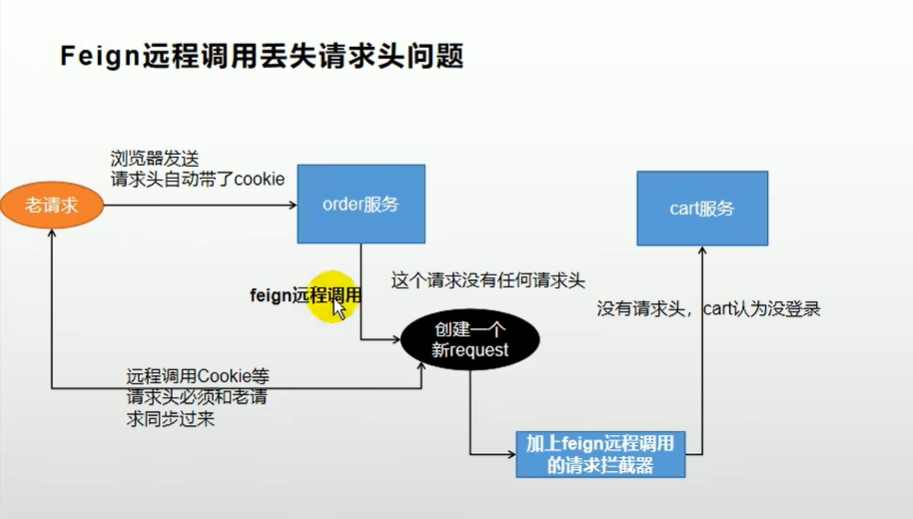 Feign远程调用丢失请求头问题
浏览器发送
请求头自动带了cookie
老请求
order服务
cart服务
feign远程调用
这个请求没有任何请求头
没有请求头，cart认为没登录
创建一个
新request
远程调用Cookie等
请求头必须和老请
求同步过来
加上feign远程调用
的请求拦截器